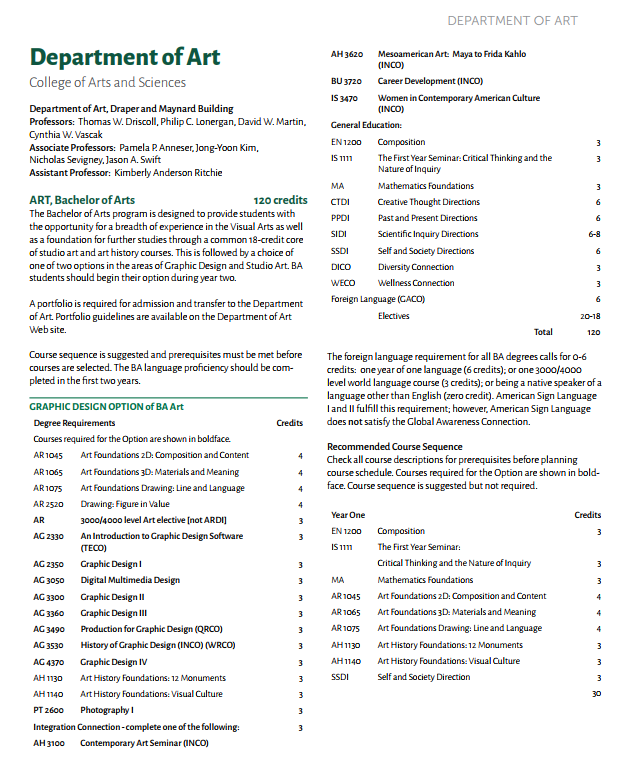 DEPARTMENT OF ART
Department of Art
College of Arts and Sciences
Department of Art, Draper and Maynard Building
Professors: Thomas W. Driscoll, Philip C. Lonergan, David W. Martin,
Cynthia W. Vascak
Associate Professors: Pamela P. Anneser, Jong-Yoon Kim,
Nicholas Sevigney, Jason A. Swift
Assistant Professor: Kimberly Anderson Ritchie
ART, Bachelor of Arts 120 credits
The Bachelor of Arts program is designed to provide students with
the opportunity for a breadth of experience in the Visual Arts as well
as a foundation for further studies through a common 18-credit core
of studio art and art history courses. This is followed by a choice of
one of two options in the areas of Graphic Design and Studio Art. BA
students should begin their option during year two.
A portfolio is required for admission and transfer to the Department
of Art. Portfolio guidelines are available on the Department of Art
Web site.
Course sequence is suggested and prerequisites must be met before
courses are selected. The BA language proficiency should be com-
pleted in the first two years.
GRAPHIC DESIGN OPTION of BA Art
Degree Requirements Credits
Courses required for the Option are shown in boldface.
AR 1045 Art Foundations 2D: Composition and Content 4
AR 1065 Art Foundations 3D: Materials and Meaning 4
AR 1075 Art Foundations Drawing: Line and Language 4
AR 2520 Drawing: Figure in Value 4
AR 3000/4000 level Art elective [not ARDI] 3
AG 2330 An Introduction to Graphic Design Software 3
(TECO)
AG 2350 Graphic Design I 3
AG 3050 Digital Multimedia Design 3
AG 3300 Graphic Design II 3
AG 3360 Graphic Design III 3
AG 3490 Production for Graphic Design (QRCO) 3
AG 3530 History of Graphic Design (INCO) (WRCO) 3
AG 4370 Graphic Design IV 3
AH 1130 Art History Foundations: 12 Monuments 3
AH 1140 Art History Foundations: Visual Culture 3
PT 2600 Photography I 3
Integration Connection - complete one of the following: 3
AH 3100 Contemporary Art Seminar (INCO)
AH 3620 Mesoamerican Art: Maya to Frida Kahlo
(INCO)
BU 3720 Career Development (INCO)
IS 3470 Women in Contemporary American Culture
(INCO)
General Education:
EN 1200 Composition 3
IS 1111 The First Year Seminar: Critical Thinking and the 3
Nature of Inquiry
MA Mathematics Foundations 3
CTDI Creative Thought Directions 6
PPDI Past and Present Directions 6
SIDI Scientific Inquiry Directions 6-8
SSDI Self and Society Directions 6
DICO Diversity Connection 3
WECO Wellness Connection 3
Foreign Language (GACO) 6
Electives 20-18
Total 120
The foreign language requirement for all BA degrees calls for 0-6
credits: one year of one language (6 credits); or one 3000/4000
level world language course (3 credits); or being a native speaker of a
language other than English (zero credit). American Sign Language
I and II fulfill this requirement; however, American Sign Language
does not satisfy the Global Awareness Connection.
Recommended Course Sequence
Check all course descriptions for prerequisites before planning
course schedule. Courses required for the Option are shown in bold-
face. Course sequence is suggested but not required.
Year One Credits
EN 1200 Composition 3
IS 1111 The First Year Seminar:
Critical Thinking and the Nature of Inquiry 3
MA Mathematics Foundations 3
AR 1045 Art Foundations 2D: Composition and Content 4
AR 1065 Art Foundations 3D: Materials and Meaning 4
AR 1075 Art Foundations Drawing: Line and Language 4
AH 1130 Art History Foundations: 12 Monuments 3
AH 1140 Art History Foundations: Visual Culture 3
SSDI Self and Society Direction 3
30